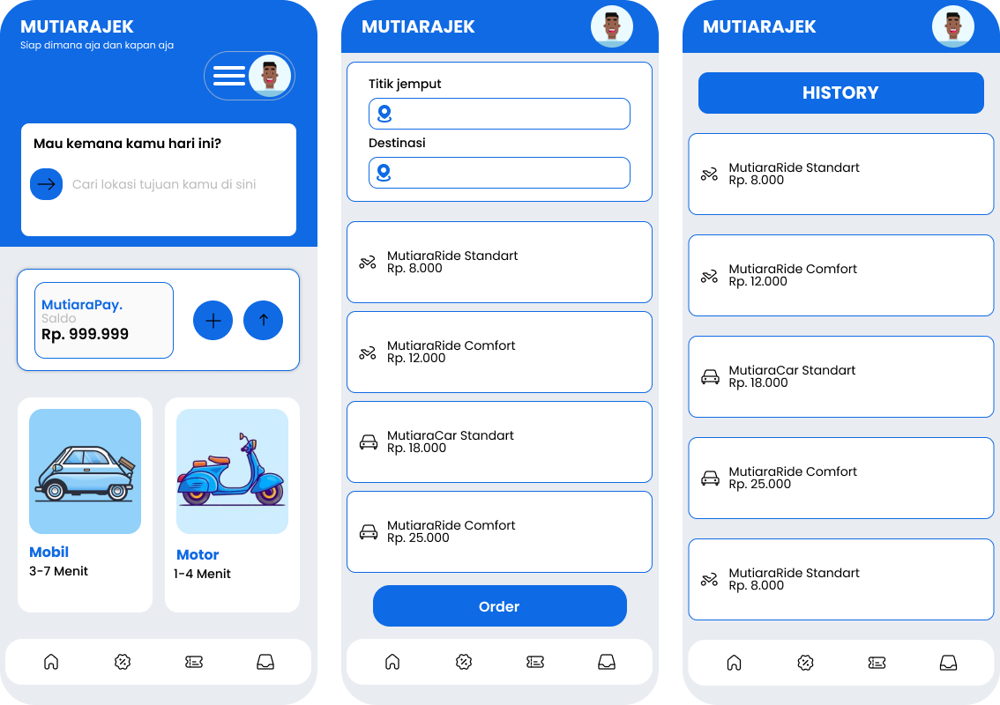 MUTIARAJEK
Siap dimana aja dan kapan aja
Mau kemana kamu hari ini?
Cari lokasi tujuan kamu di sini
MutiaraPay.
Saldo
Rp. 999.999
Mobil
3-7 Menit
Motor
1-4 Menit
MUTIARAJEK
Titik jemput
Destinasi
MutiaraRide Standart
Rp. 8.000
MutiaraRide Comfort
Rp. 12.000
MutiaraCar Standart
Rp. 18.000
MutiaraRide Comfort
Rp. 25.000
Order
MUTIARAJEK
HISTORY
MutiaraRide Standart
Rp. 8.000
MutiaraRide Comfort
Rp. 12.000
MutiaraCar Standart
Rp. 18.000
MutiaraRide Comfort
Rp. 25.000
MutiaraRide Standart
Rp. 8.000